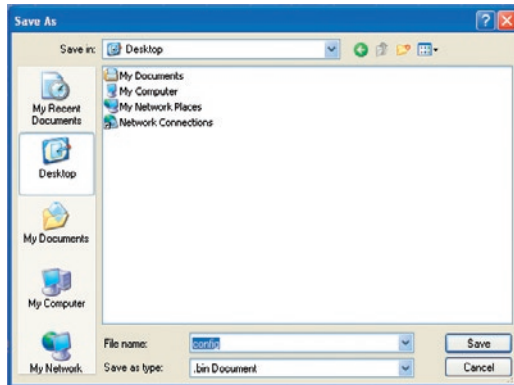 Save As
Save in:
Desktop
My Recent
Documents
Desktop
My Documents
My Computer
My Network
My Documents
My Computer
My Network Places
Network Connections
File name:
config
Save
Save as type:
.bin Document
Cancel